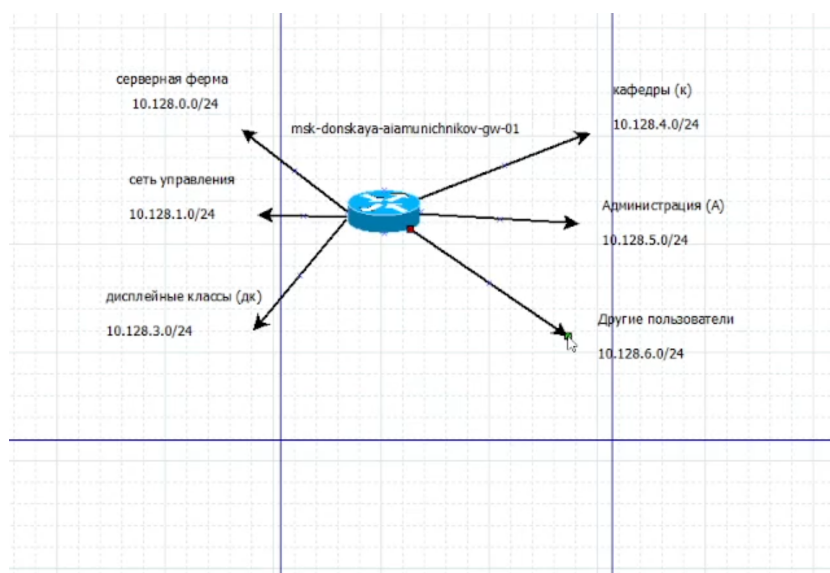 серверная ферма
10.128.0.0/24
msk-donskaya-aiamunichnikov-gw-01
кафедры (к)
10.128.4.0/24
сеть управления
10.128.1.0/24
Администрация (А)
10.128.5.0/24
дисплейные классы (дк)
10.128.3.0/24
Другие пользователи
10.128.6.0/24